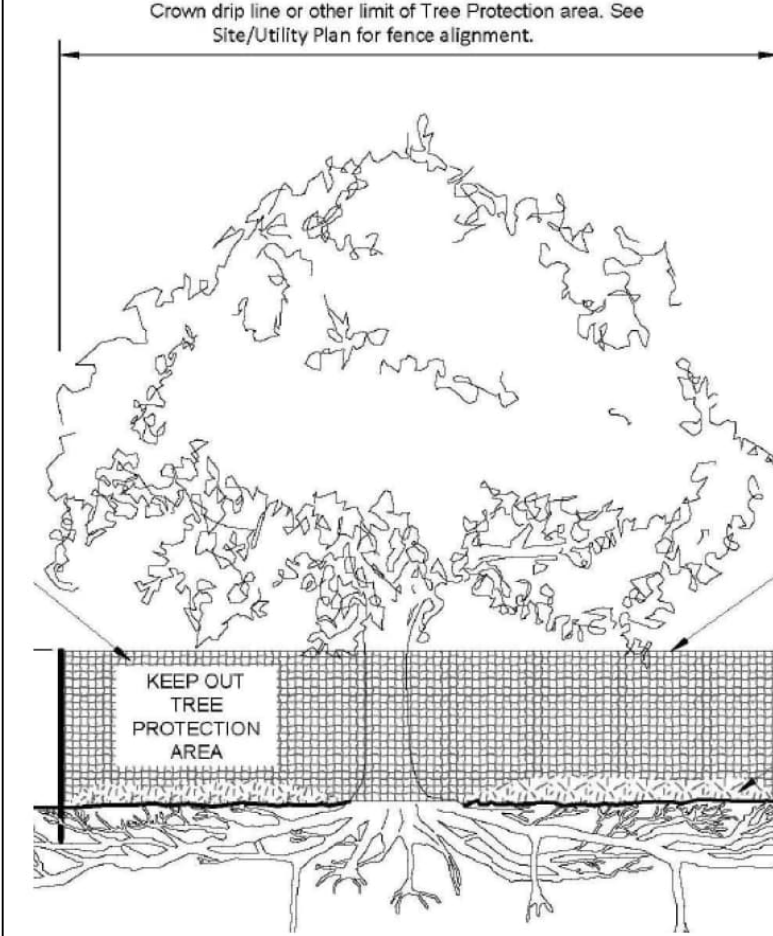 Crown drip line or other limit of Tree Protection area. See
Site/Utility Plan for fence alignment.
KEEP OUT
TREE
PROTECTION
AREA